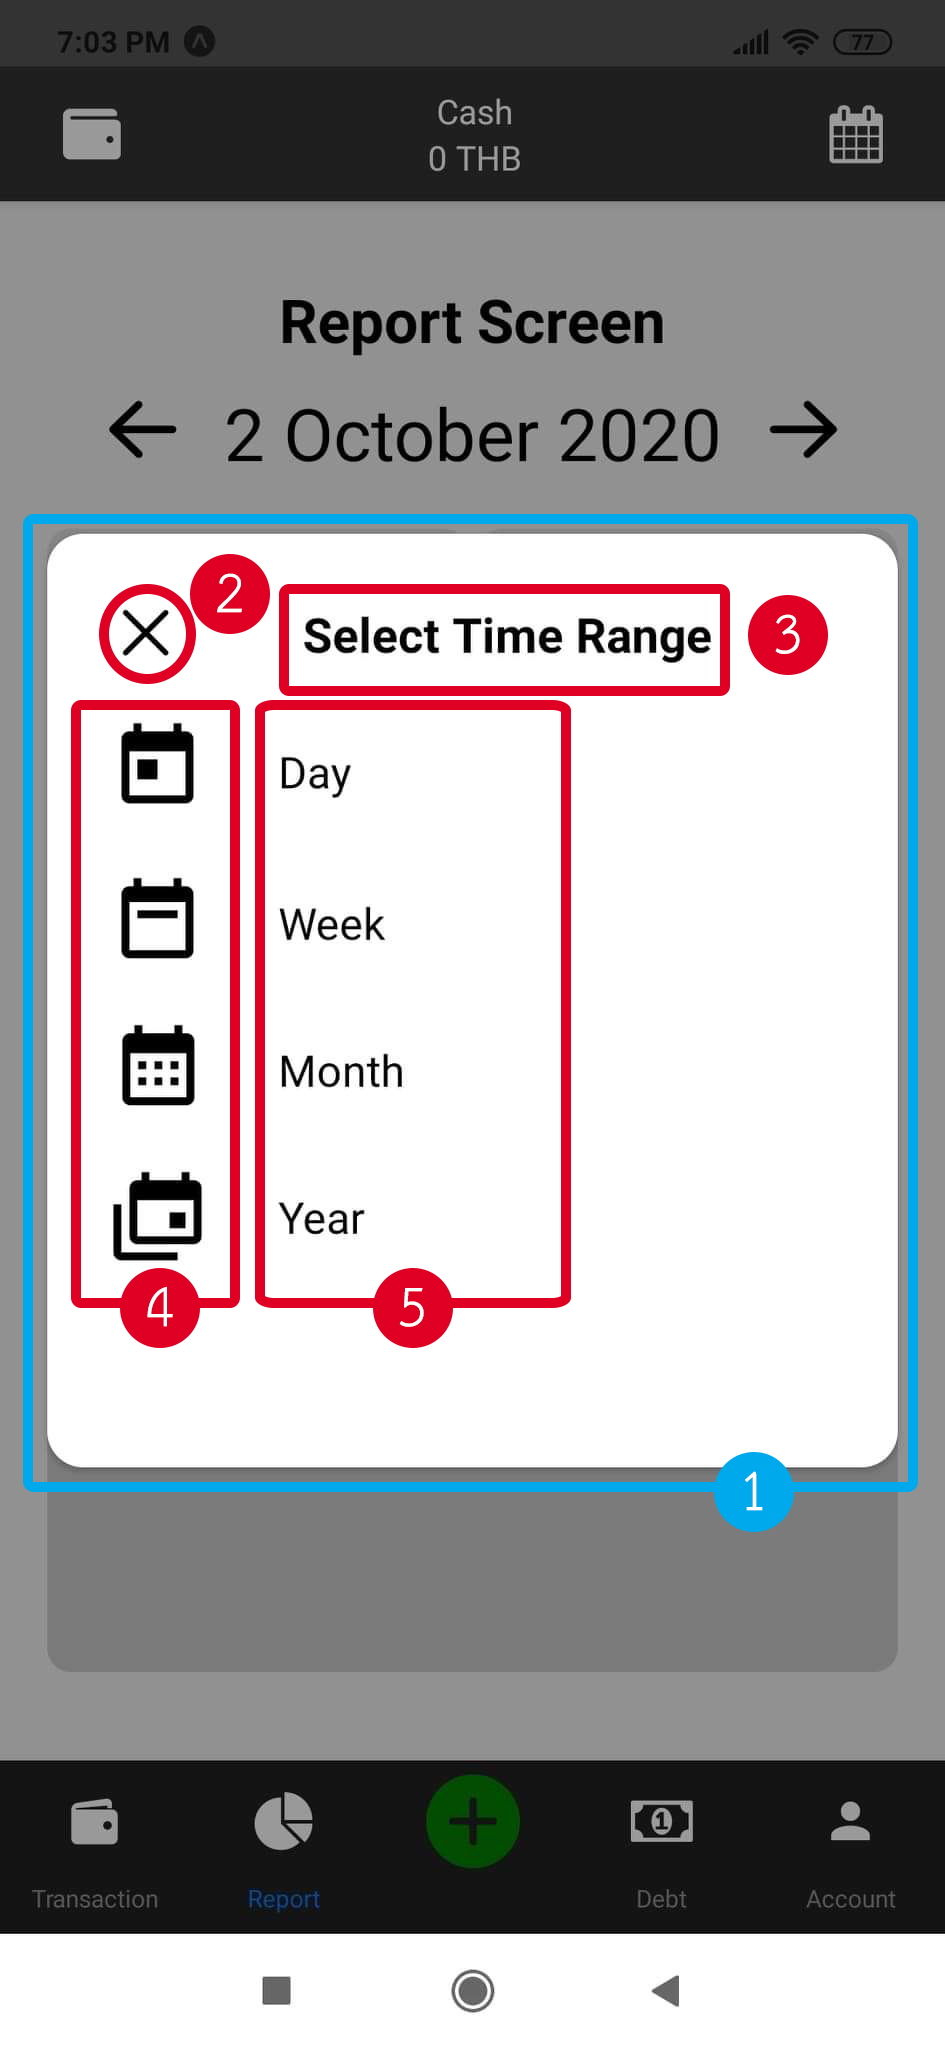 7:03 PM
77
Cash
0 THB
Report Screen
2 October 2020
2
Select Time Range
3
Day
Week
Month
Year
4
5
1
1
Transaction
Report
Debt
Account